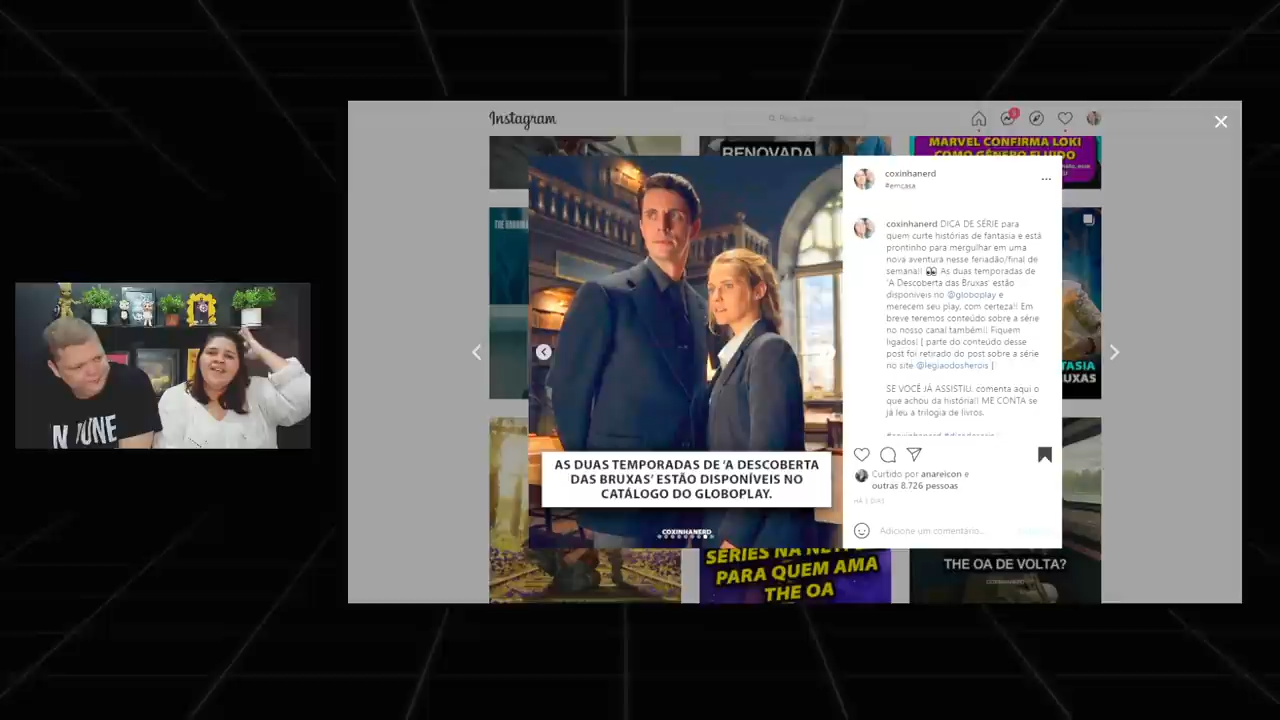 Instagram
Pesquisar
RENOVADA
MARVEL CONFIRMA LOKI
COMO GÊNERO FLUIDO
coxinhanerd
#emcasa
coxinhanerd DICA DE SÉRIE para
quem curte histórias de fantasia e está
prontinho para mergulhar em uma
nova aventura nesse feriadão/final de
semana!! 👀 As duas temporadas de
'A Descoberta das Bruxas' estão
disponíveis no @globoplay e
merecem seu play, com certeza!! Em
breve teremos conteúdo sobre a série
no nosso canal também!! Fiquem
ligados! [ parte do conteúdo desse
post foi retirado do post sobre a série
no site @legiaodosherois ]
SE VOCÊ JÁ ASSISTIU, comenta aqui o
que achou da história!! ME CONTA se
já leu a trilogia de livros.
Curtido por anareicon e
outras 8.726 pessoas
Adicione um comentário...
AS DUAS TEMPORADAS DE 'A DESCOBERTA
DAS BRUXAS' ESTÃO DISPONÍVEIS NO
CATÁLOGO DO GLOBOPLAY.
COXINHANERD
SÉRIES NA NETFLIX
PARA QUEM AMA
THE OA
THE OA DE VOLTA?